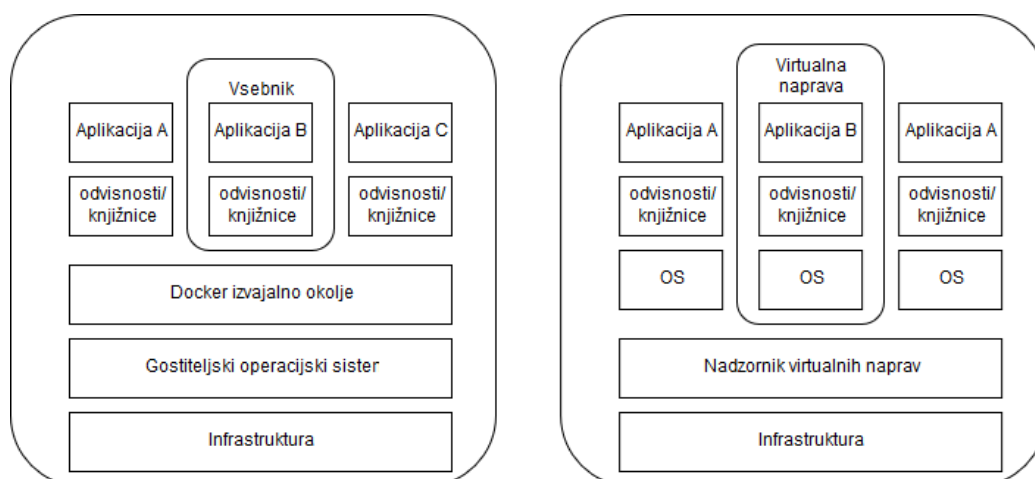 Vsebnik
Aplikacija A
Aplikacija B
Aplikacija C
odvisnosti/
knjižnice
odvisnosti/
knjižnice
odvisnosti/
knjižnice
Docker izvajalno okolje
Gostiteljski operacijski sister
Infrastruktura
Virtualna
naprava
Aplikacija A
Aplikacija B
Aplikacija A
odvisnosti/
knjižnice
odvisnosti/
knjižnice
odvisnosti/
knjižnice
OS
OS
OS
Nadzornik virtualnih naprav
Infrastruktura